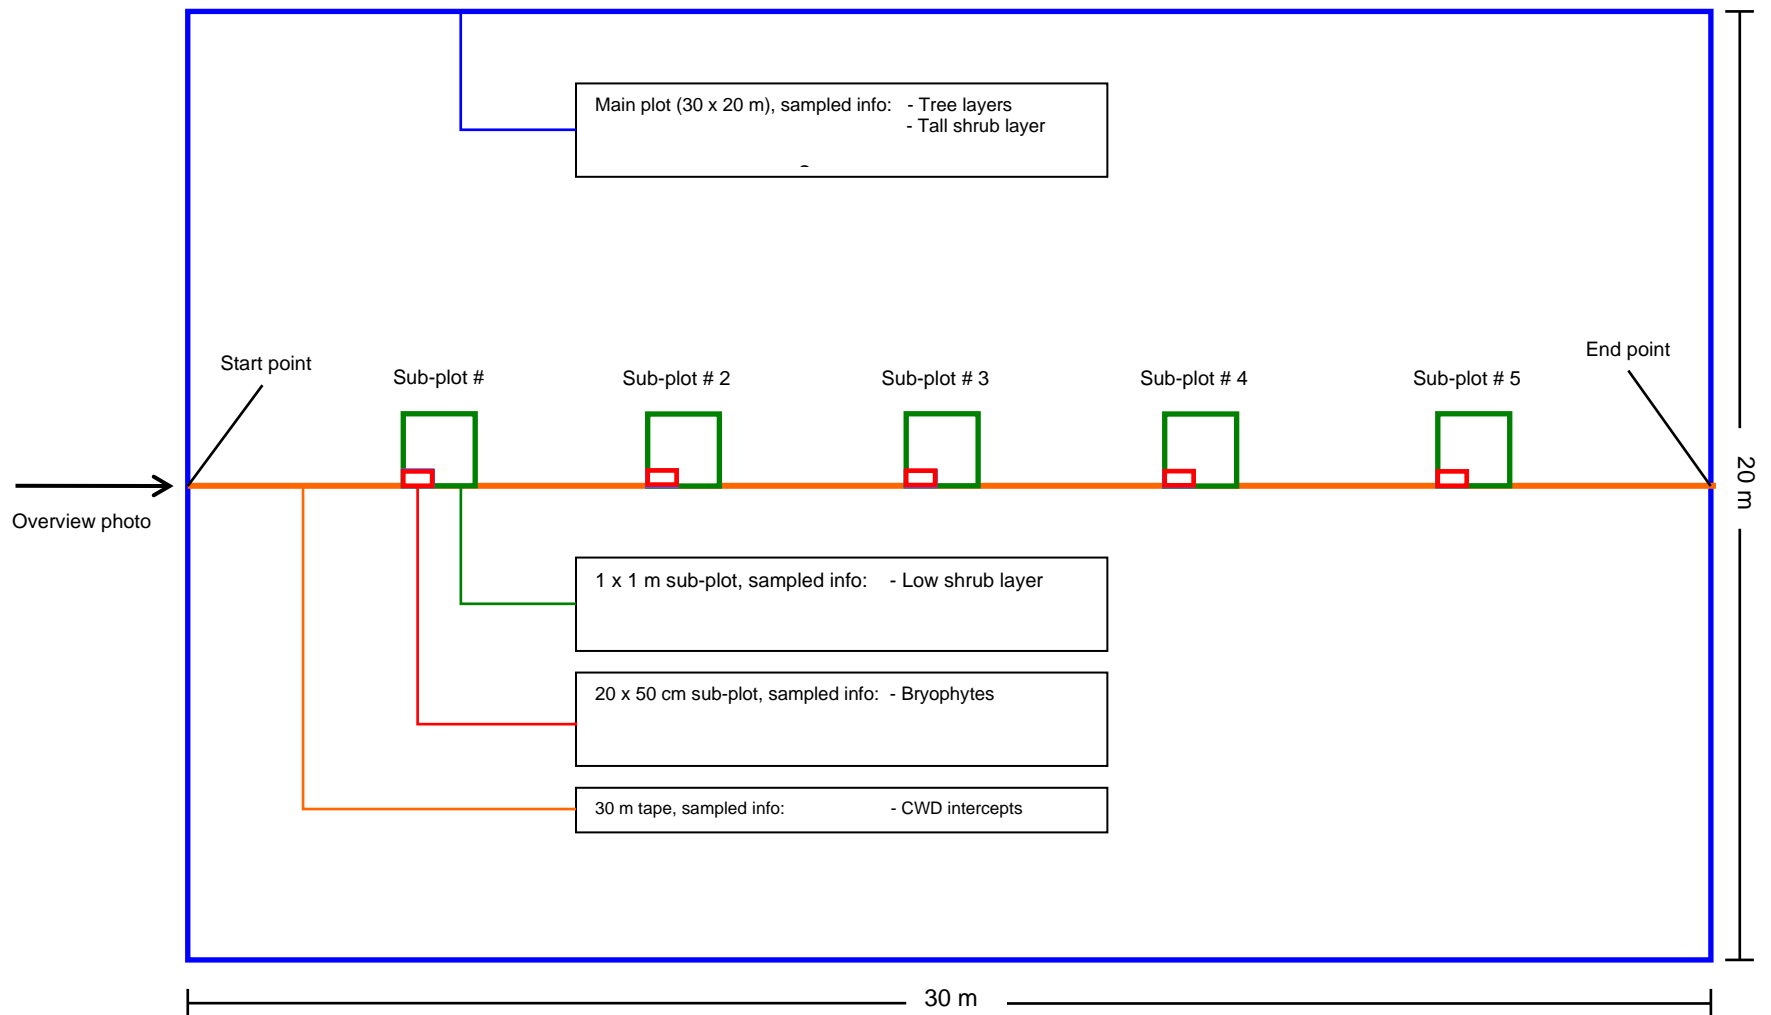 Main plot (30 x 20 m), sampled info: - Tree layers
- Tall shrub layer
Start point
End point
Sub-plot #
Sub-plot # 2
Sub-plot # 3
Sub-plot # 4
Sub-plot # 5
20 m
Overview photo
1 x 1 m sub-plot, sampled info: - Low shrub layer
20 x 50 cm sub-plot, sampled info: - Bryophytes
30 m tape, sampled info: - CWD intercepts
30 m